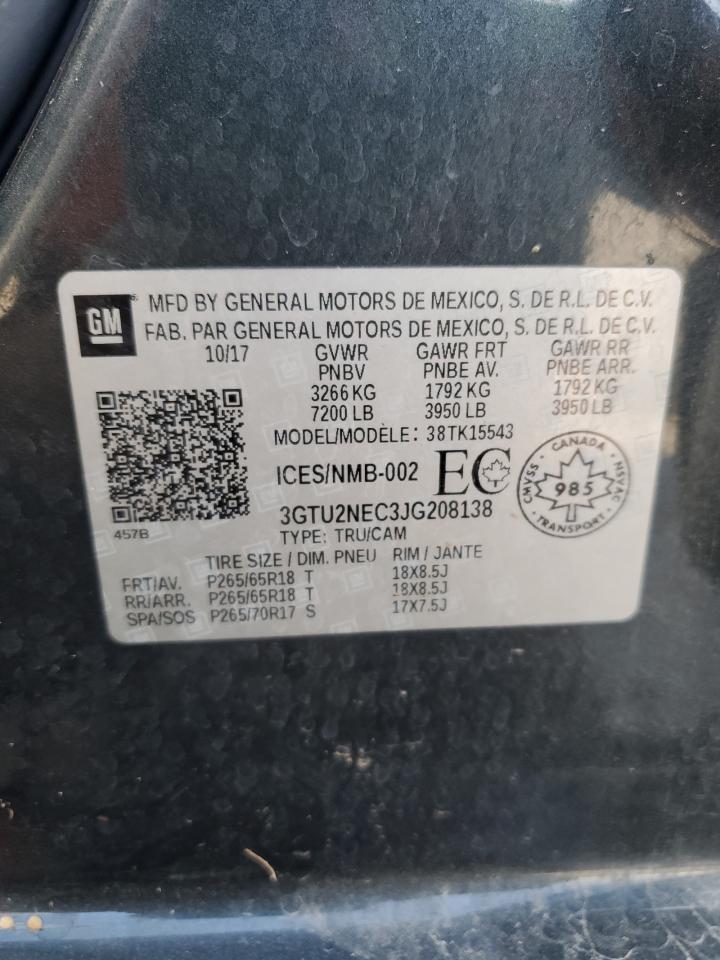 GM
MFD BY GENERAL MOTORS DE MEXICO, S. DE R.L. DE C.V.
FAB. PAR GENERAL MOTORS DE MEXICO, S. DE R.L. DE C.V.
10/17 GVWR GAWR FRT GAWR RR
PNBV PNBE AV. PNBE ARR.
3266 KG 1792 KG 1792 KG
7200 LB 3950 LB 3950 LB
MODEL/MODÈLE: 38TK15543
ICES/NMB-002 EC
CANADA
CMVSS 985 NSVAC
TRANSPORT
3GTU2NEC3JG208138
457B
TYPE: TRU/CAM
TIRE SIZE / DIM. PNEU RIM / JANTE
FRT/AV. P265/65R18 T 18X8.5J
RR/ARR. P265/65R18 T 18X8.5J
SPA/SOS P265/70R17 S 17X7.5J